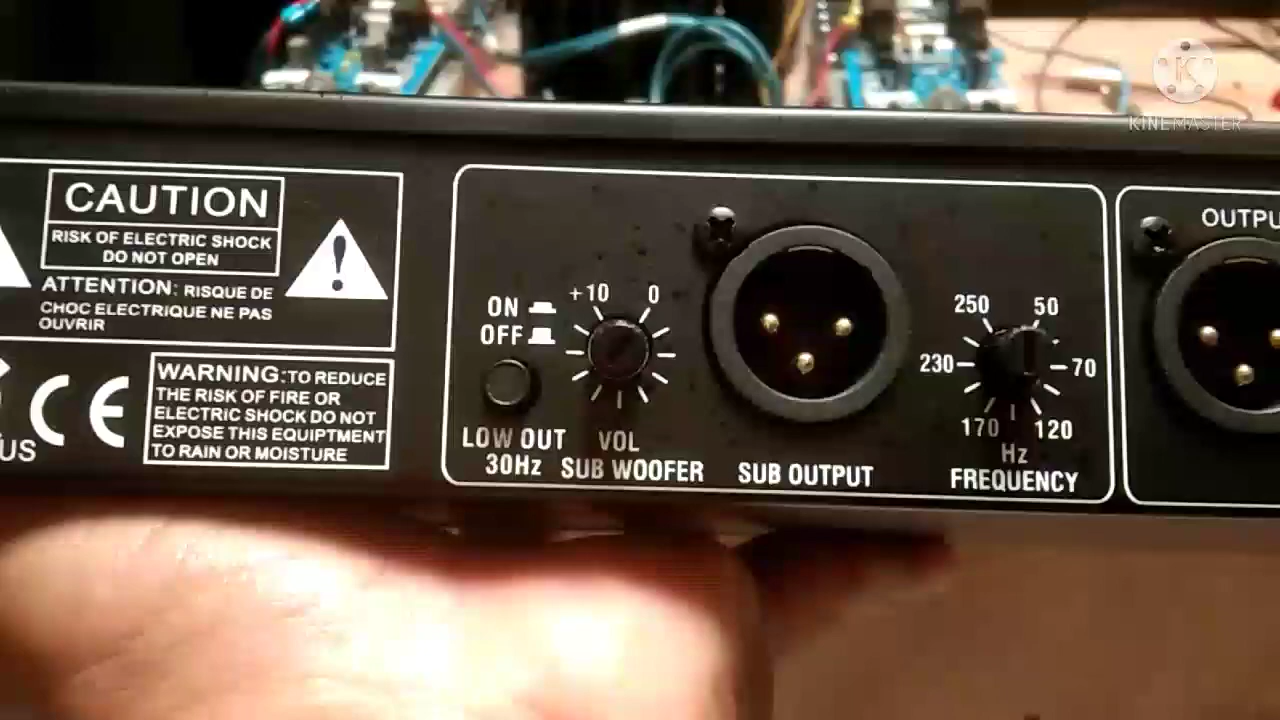 KINEMASTER
CAUTION
RISK OF ELECTRIC SHOCK
DO NOT OPEN
ATTENTION: RISQUE DE
CHOC ELECTRIQUE NE PAS
OUVRIR
CE
US
WARNING:TO REDUCE
THE RISK OF FIRE OR
ELECTRIC SHOCK DO NOT
EXPOSE THIS EQUIPTMENT
TO RAIN OR MOISTURE
ON
OFF
LOW OUT
30Hz
+10 0
VOL
SUB WOOFER
SUB OUTPUT
250 50
230 70
170 120
Hz
FREQUENCY
OUTPU